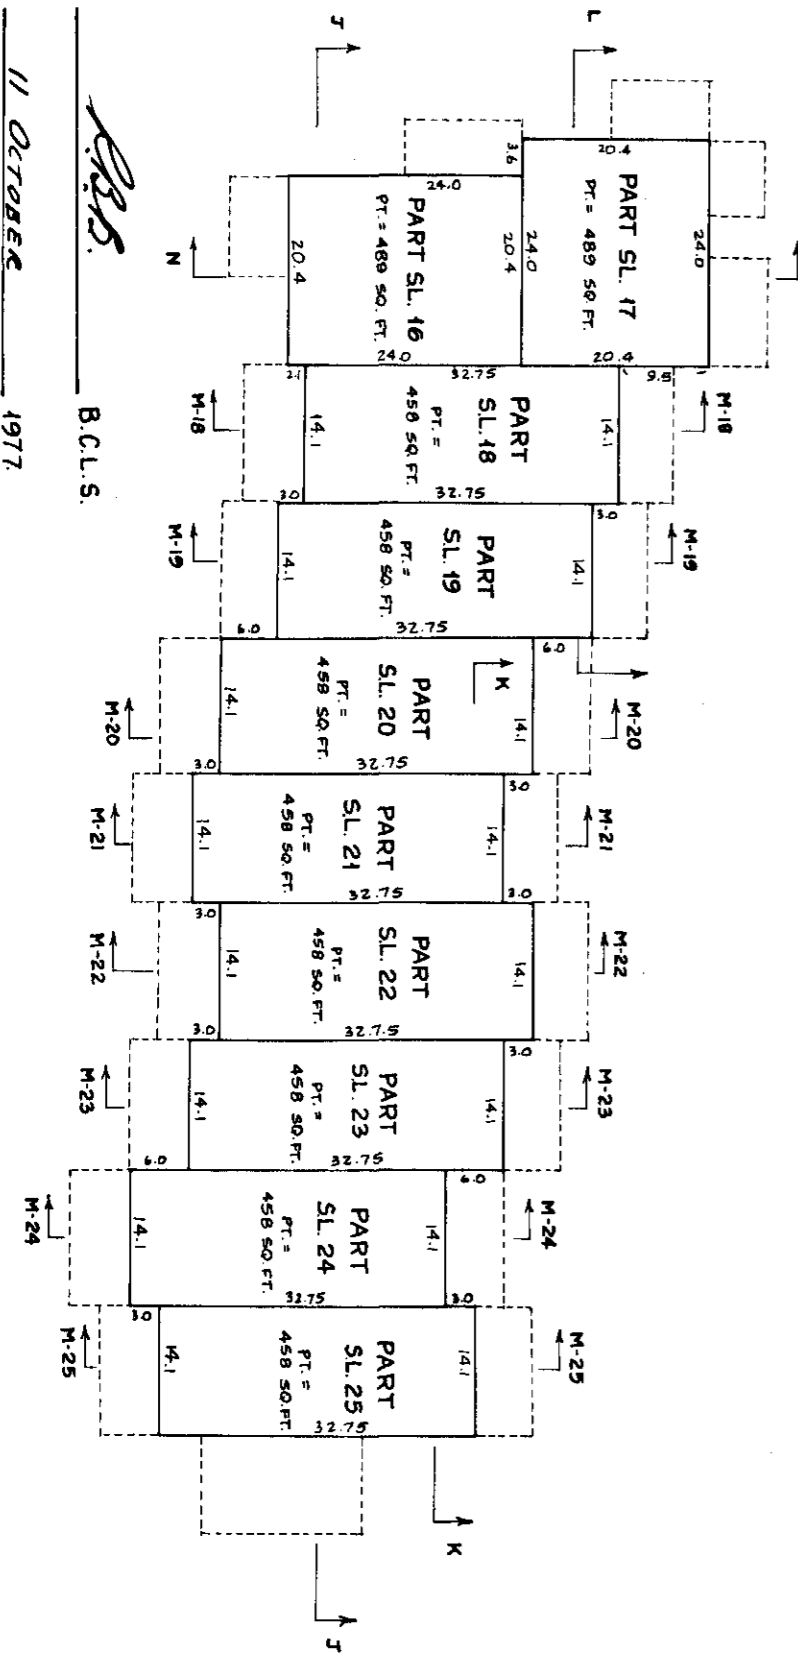 L
J
N
20.4
24.0
PART SL. 17
PT. = 489 SQ. FT.
24.0
20.4
9.5
3.6
24.0
20.4
PART SL. 16
PT. = 489 SQ. FT.
24.0
20.4
M-18
2.1
32.75
14.1
PART
SL. 18
PT. =
458 SQ. FT.
14.1
32.75
3.0
3.0
M-18
M-19
14.1
PART
SL. 19
PT. =
458 SQ. FT.
14.1
32.75
6.0
6.0
M-19
M-20
K
14.1
PART
SL. 20
PT. =
458 SQ. FT.
14.1
32.75
3.0
3.0
M-20
M-21
14.1
PART
SL. 21
PT. =
458 SQ. FT.
14.1
32.75
3.0
3.0
M-21
M-22
14.1
PART
SL. 22
PT. =
458 SQ. FT.
14.1
32.75
3.0
3.0
M-22
M-23
14.1
PART
SL. 23
PT. =
458 SQ. FT.
14.1
32.75
6.0
6.0
M-23
M-24
14.1
PART
SL. 24
PT. =
458 SQ. FT.
14.1
32.75
3.0
3.0
M-24
M-25
14.1
PART
SL. 25
PT. =
458 SQ. FT.
14.1
32.75
M-25
K
J
B.C.L.S.
11 OCTOBER 1977.